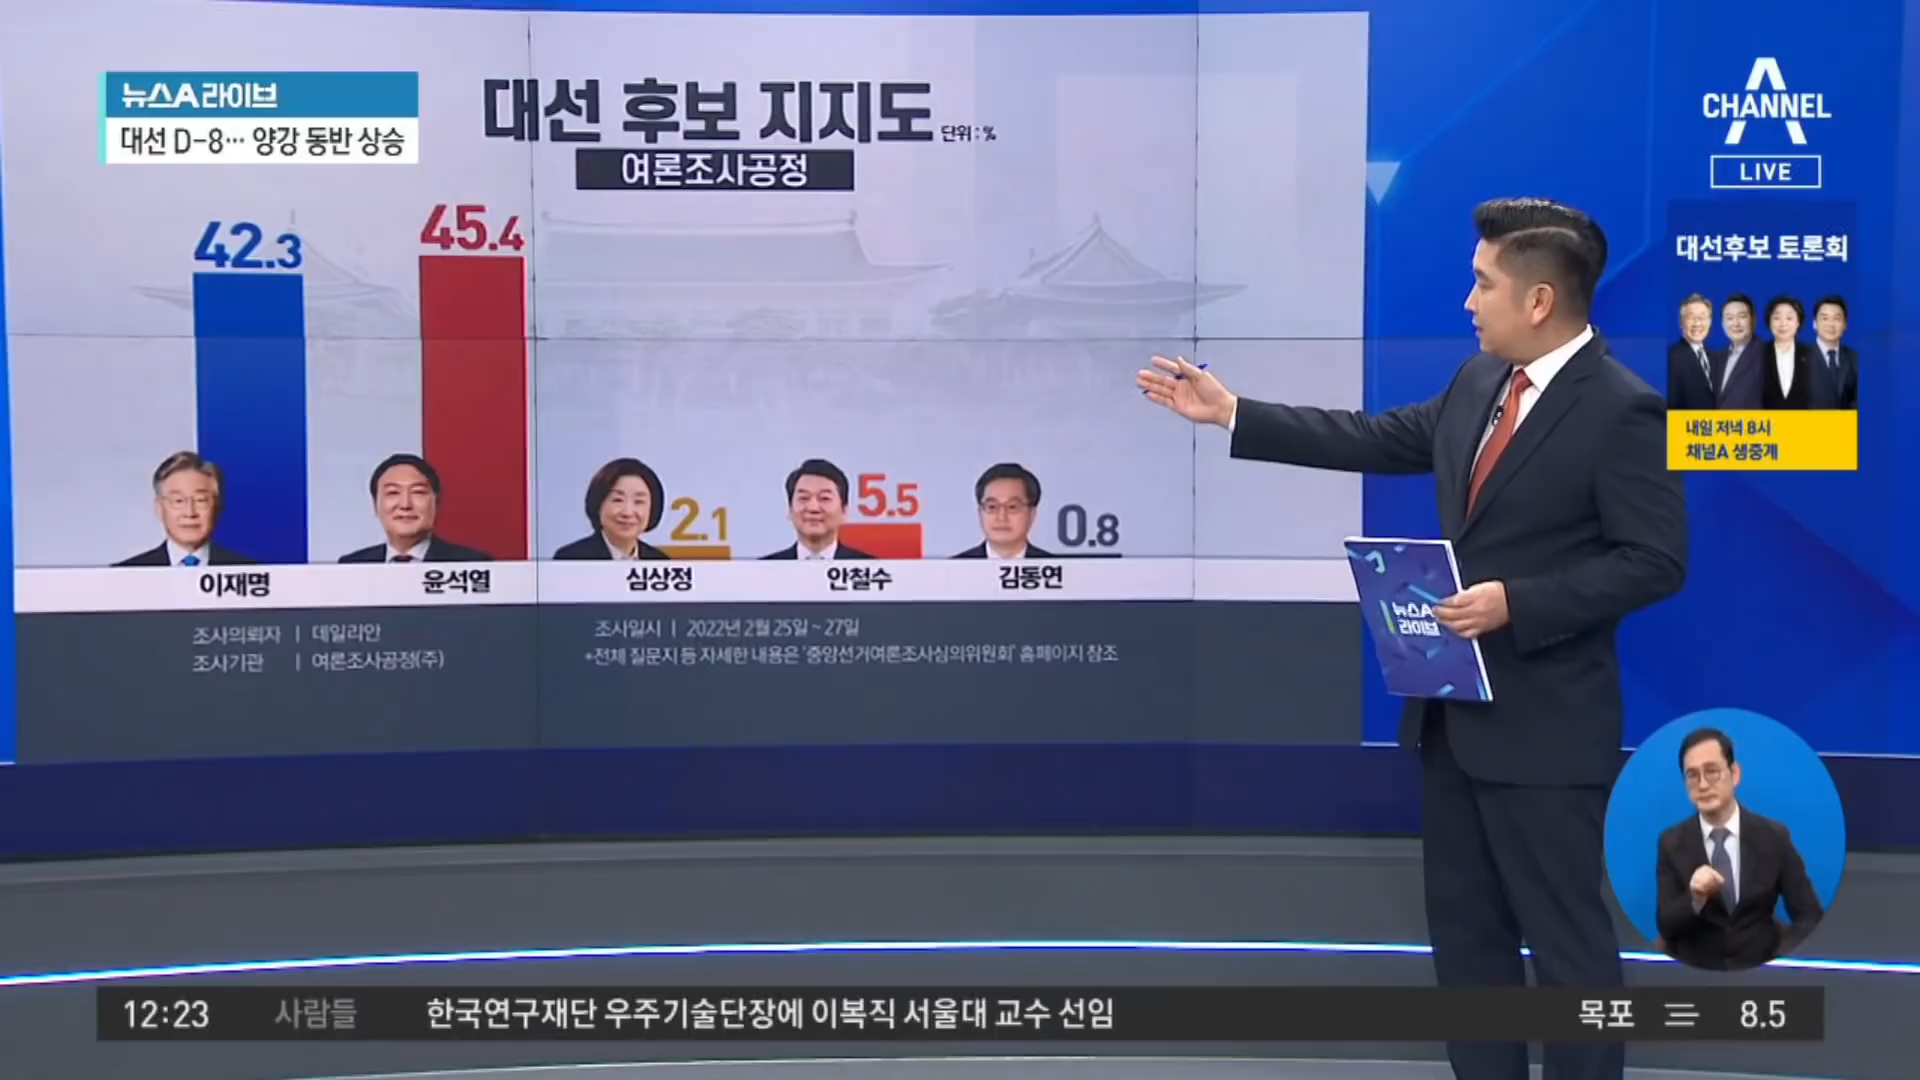 뉴스A 라이브
대선 D-8… 양강 동반 상승
대선 후보 지지도 단위:%
여론조사공정
42.3
45.4
2.1
5.5
0.8
이재명
윤석열
심상정
안철수
김동연
조사의뢰자 | 데일리안
조사기관 | 여론조사공정(주)
조사일시 | 2022년 2월 25일~27일
*전체 질문지 등 자세한 내용은 '중앙선거여론조사심의위원회' 홈페이지 참조
CHANNEL A
LIVE
대선후보 토론회
내일 저녁 8시
채널A 생중계
뉴스A
라이브
12:23 사람들 한국연구재단 우주기술단장에 이복직 서울대 교수 선임 목포 8.5